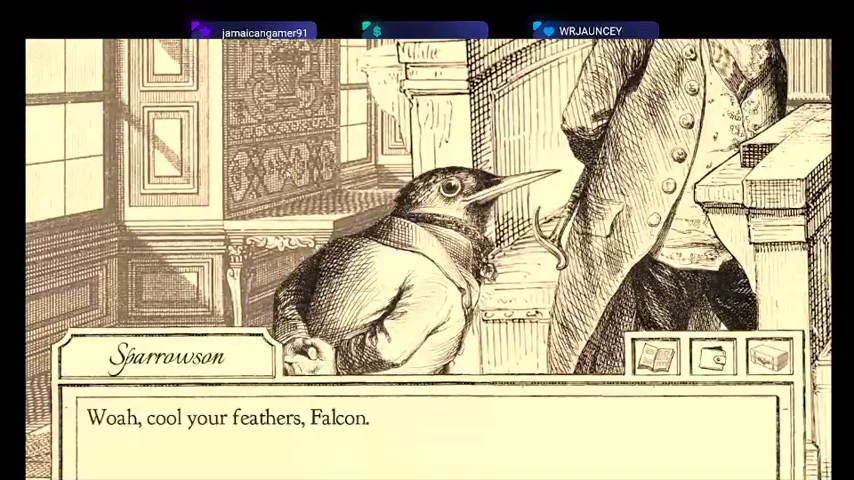 jamaicangamer91
$
WRJAUNCEY
Sparrowson
Woah, cool your feathers, Falcon.